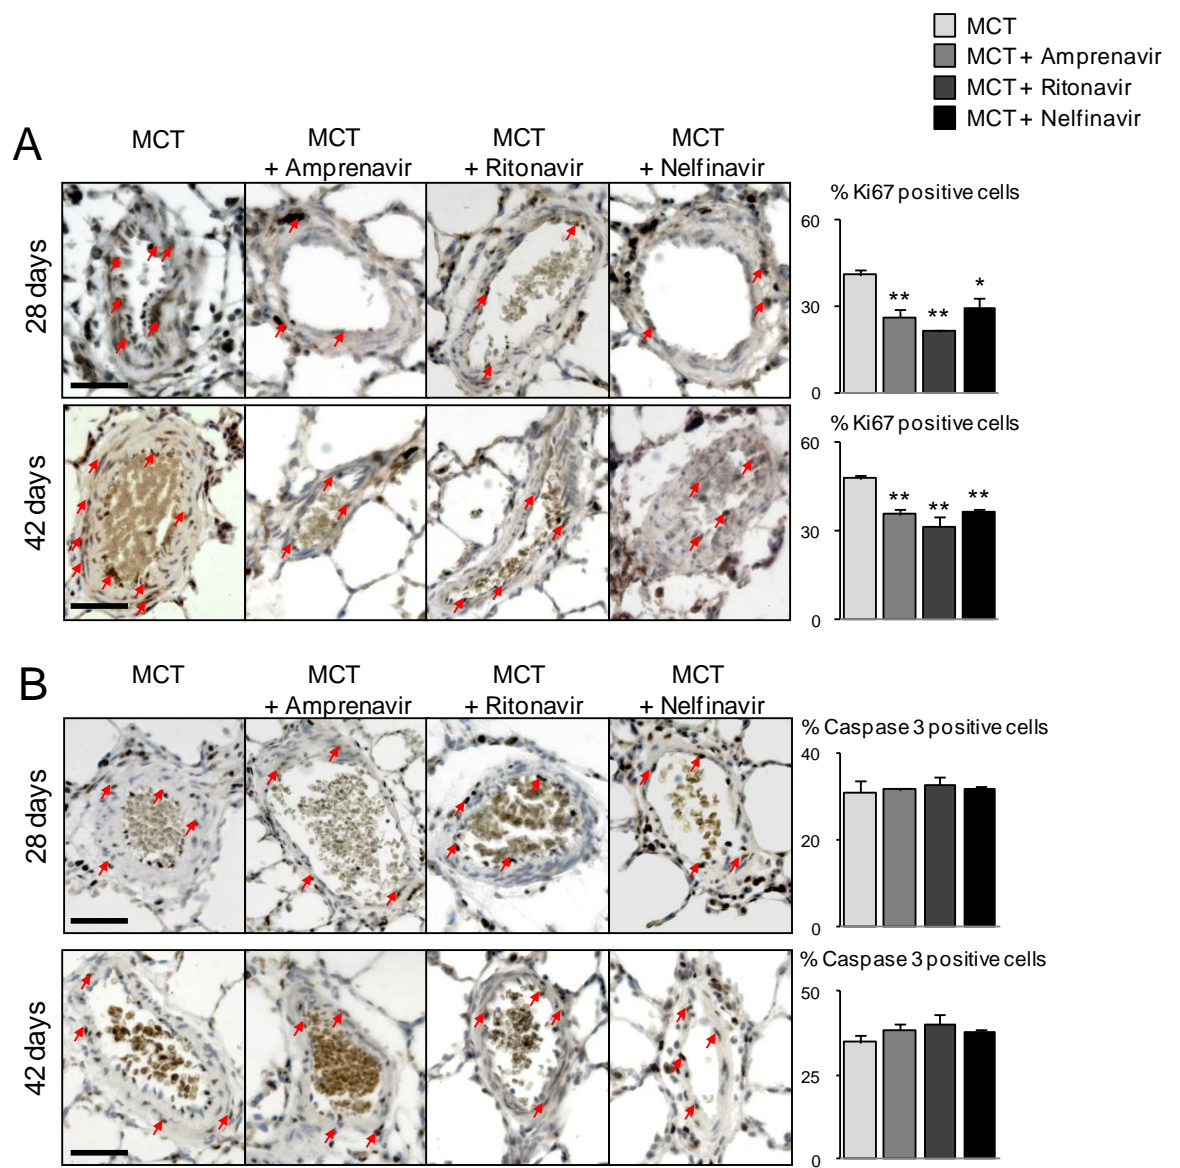 MCT
MCT + Amprenavir
MCT + Ritonavir
MCT + Nelfinavir
A
MCT
MCT
+ Amprenavir
MCT
+ Ritonavir
MCT
+ Nelfinavir
28 days
% Ki67 positive cells
60
30
0
**
**
*
42 days
% Ki67 positive cells
60
30
0
**
**
**
B
MCT
MCT
+ Amprenavir
MCT
+ Ritonavir
MCT
+ Nelfinavir
28 days
% Caspase 3 positive cells
40
20
0
42 days
% Caspase 3 positive cells
50
25
0